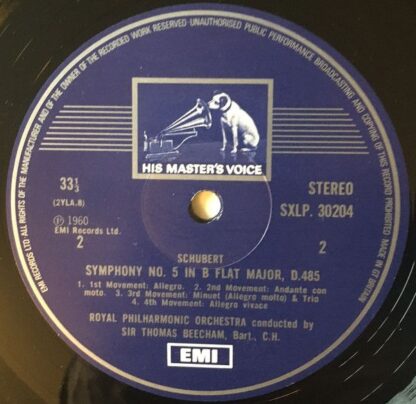 EMI RECORDS LTD ALL RIGHTS OF THE MANUFACTURER AND OF THE OWNER OF THE RECORDED WORK RESERVED UNAUTHORISED PUBLIC PERFORMANCE BROADCASTING AND COPYING OF THIS RECORD PROHIBITED MADE IN GT BRITAIN
HIS MASTER'S VOICE
33⅓
(2YLA.8)
STEREO
SXLP. 30204
℗ 1960
EMI Records Ltd.
2
2
SCHUBERT
SYMPHONY NO. 5 IN B FLAT MAJOR, D.485
1. 1st Movement: Allegro. 2. 2nd Movement: Andante con
moto. 3. 3rd Movement: Minuet (Allegro molto) & Trio
4. 4th Movement: Allegro vivace
ROYAL PHILHARMONIC ORCHESTRA conducted by
SIR THOMAS BEECHAM, Bart., C.H.
EMI